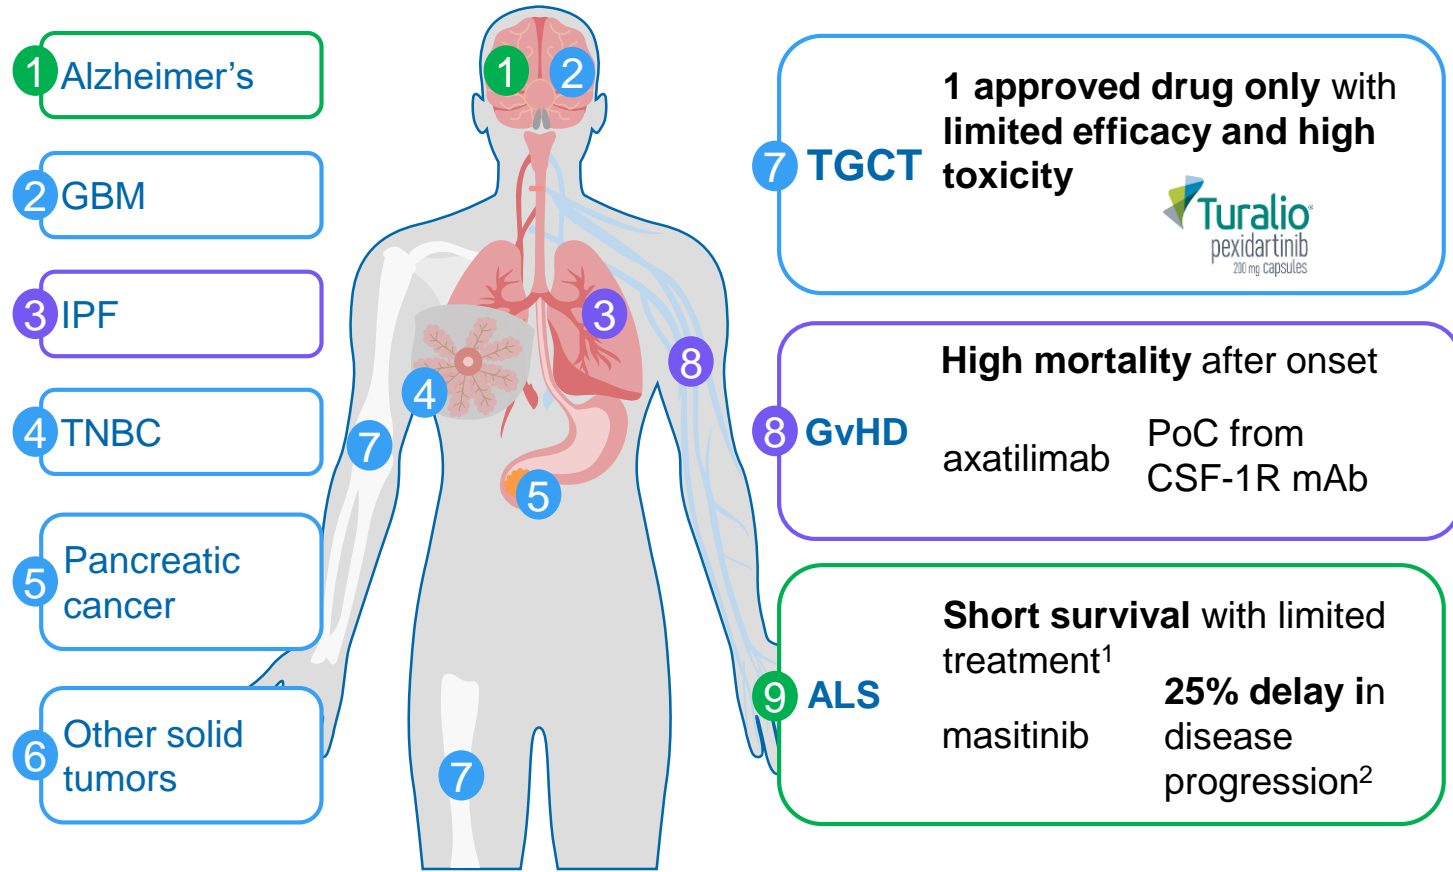 1 Alzheimer's
2 GBM
3 IPF
4 TNBC
5 Pancreatic
cancer
6 Other solid
tumors
1
2
3
4
5
7
7
8
7 TGCT
1 approved drug only with
limited efficacy and high
toxicity
Turalio®
pexidartinib
200 mg capsules
8 GvHD
High mortality after onset
axatilimab
PoC from
CSF-1R mAb
9 ALS
Short survival with limited
treatment1
masitinib
25% delay in
disease
progression2